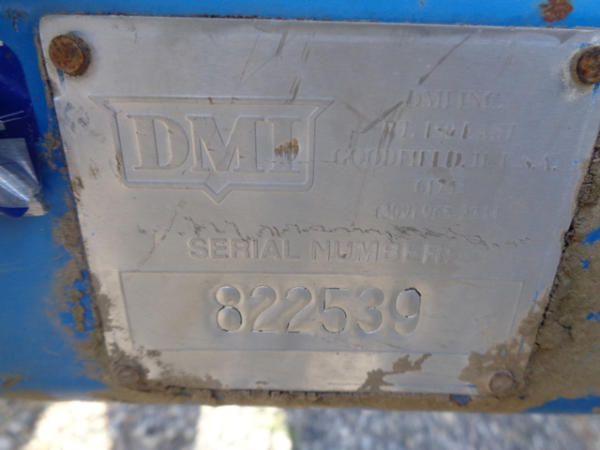 DMI
DMI INC.
GOODFIELD, IL U.S.A.
SERIAL NUMBER:
822539